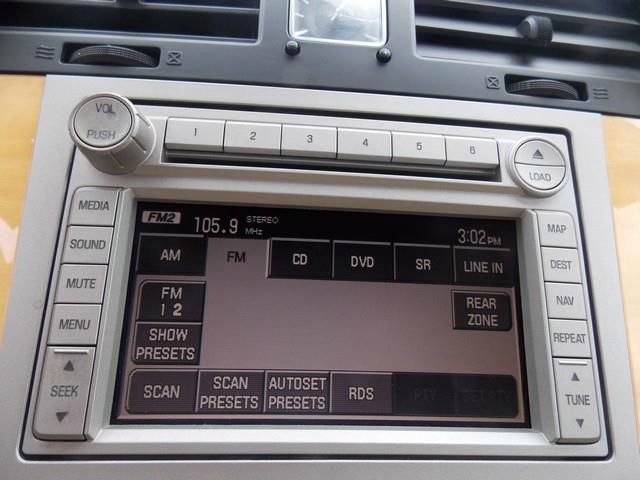 VOL
PUSH
1 2 3 4 5 6
LOAD
MEDIA
SOUND
MUTE
MENU
SEEK
FM2 105.9 STEREO
MHz
3:02PM
AM FM CD DVD SR LINE IN
FM
1 2
REAR
ZONE
SHOW
PRESETS
SCAN
SCAN
PRESETS
AUTOSET
PRESETS
RDS
PTY
SET PTY
MAP
DEST
NAV
REPEAT
TUNE